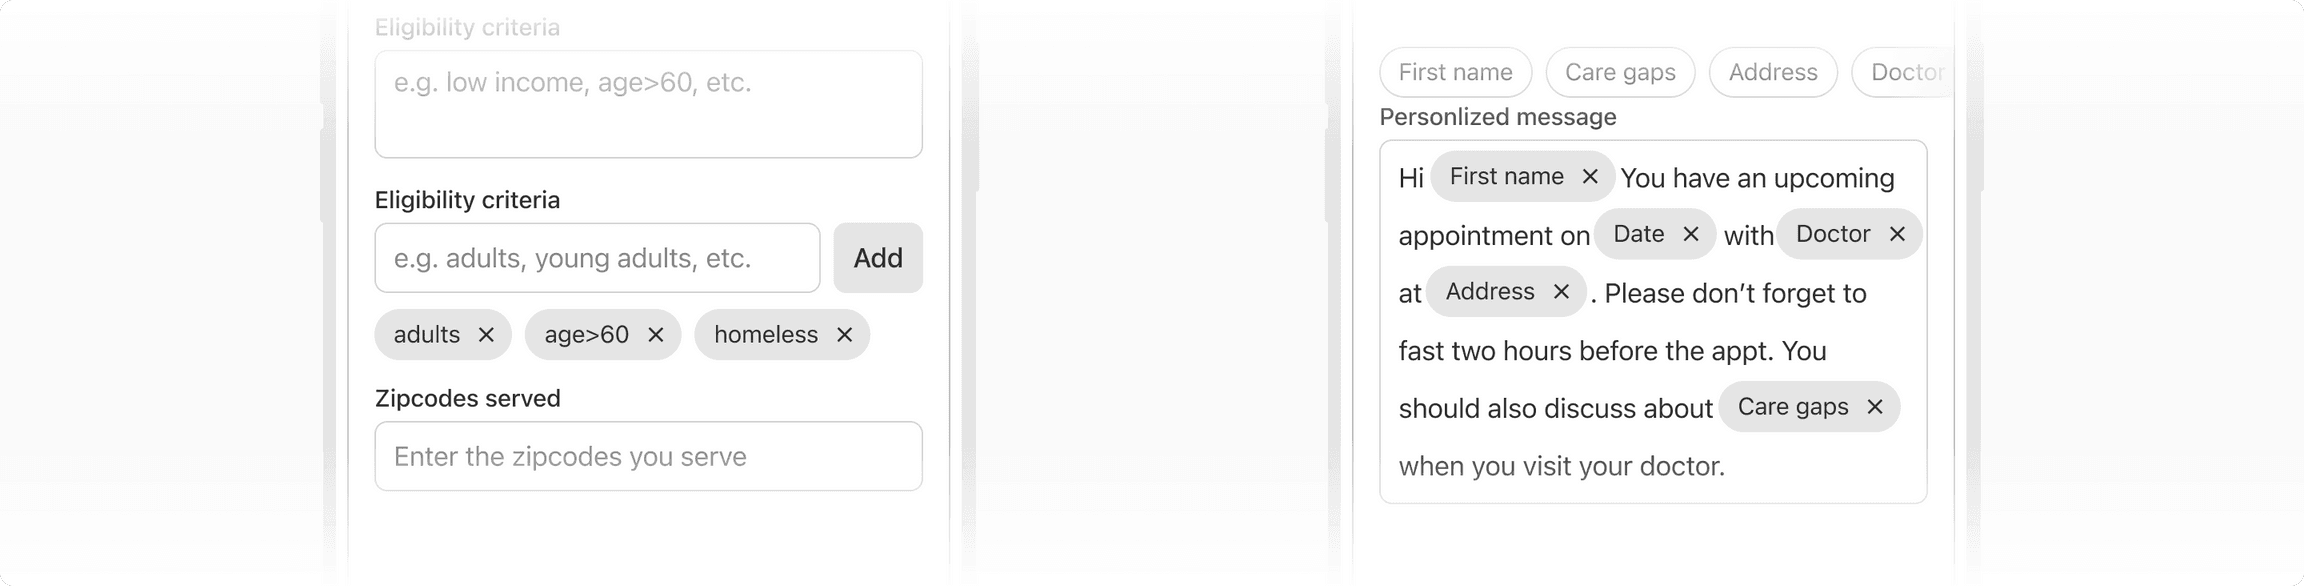 Eligibility criteria
e.g. low income, age>60, etc.
Eligibility criteria
e.g. adults, young adults, etc.
Add
adults ×
age>60 ×
homeless ×
Zipcodes served
Enter the zipcodes you serve
First name
Care gaps
Address
Doctor
Personlized message
Hi First name × You have an upcoming
appointment on Date × with Doctor ×
at Address × . Please don’t forget to
fast two hours before the appt. You
should also discuss about Care gaps ×
when you visit your doctor.